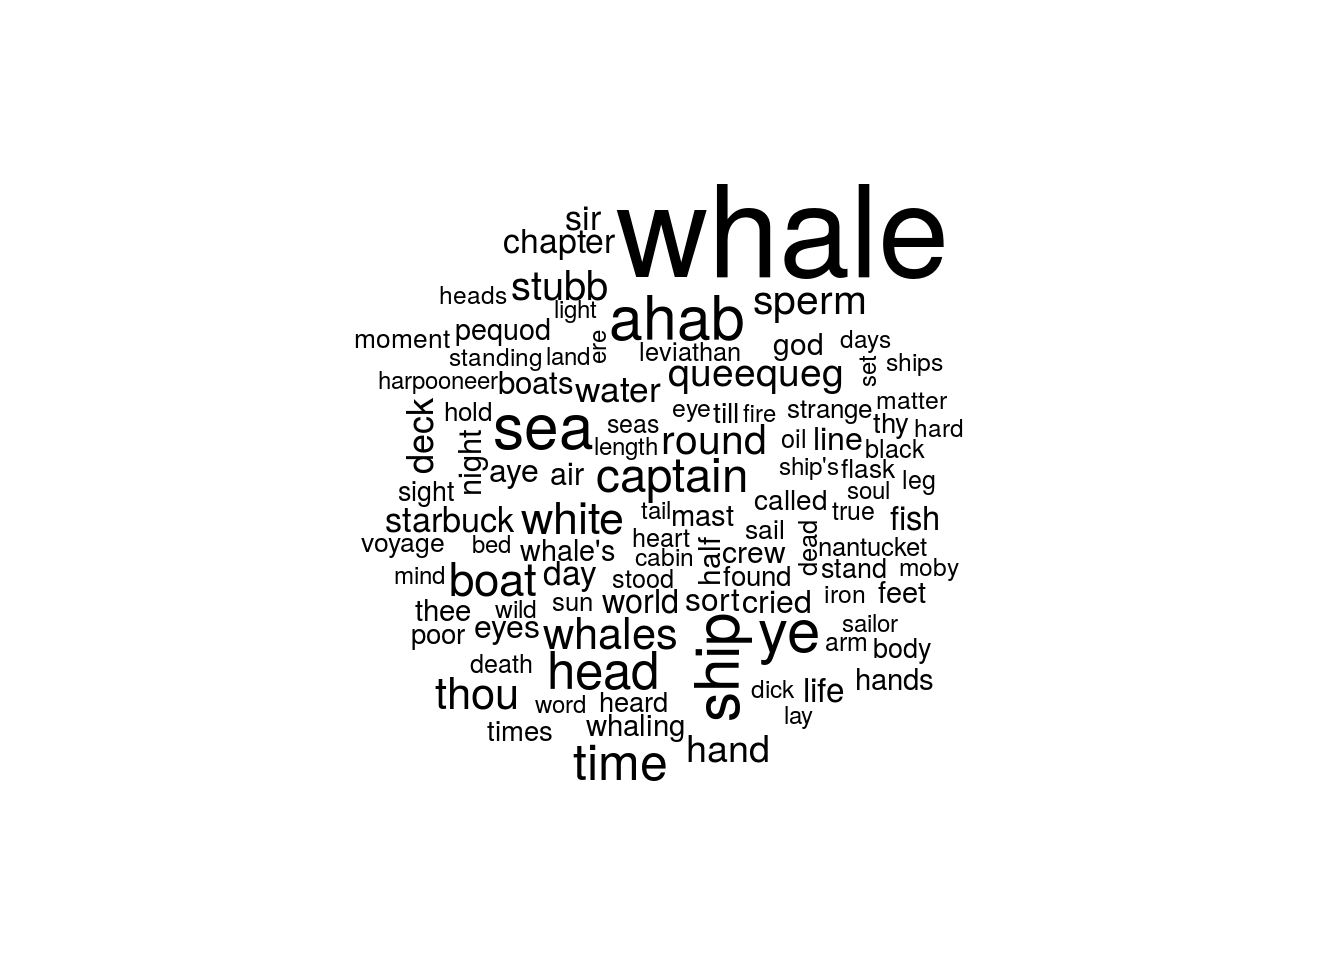 whale
sir
chapter
stubb
heads
light
ahab
sperm
moment
pequod
ere
standing
land
leviathan
god
days
set
ships
harpooneer
boats
water
queequeg
deck
hold
night
sea
seas
length
eye
till
fire
strange
matter
thy
hard
round
oil
line
black
aye
air
captain
ship's
flask
sight
soul
leg
called
true
fish
starbuck
white
tail
mast
voyage
bed
whale's
heart
cabin
half
sail
crew
dead
nantucket
mind
boat
day
stood
found
stand
moby
thee
wild
sun
world
sort
cried
iron
feet
poor
eyes
whales
ship
ye
sailor
arm
body
death
head
thou
word
heard
dick
life
hands
lay
times
whaling
time
hand